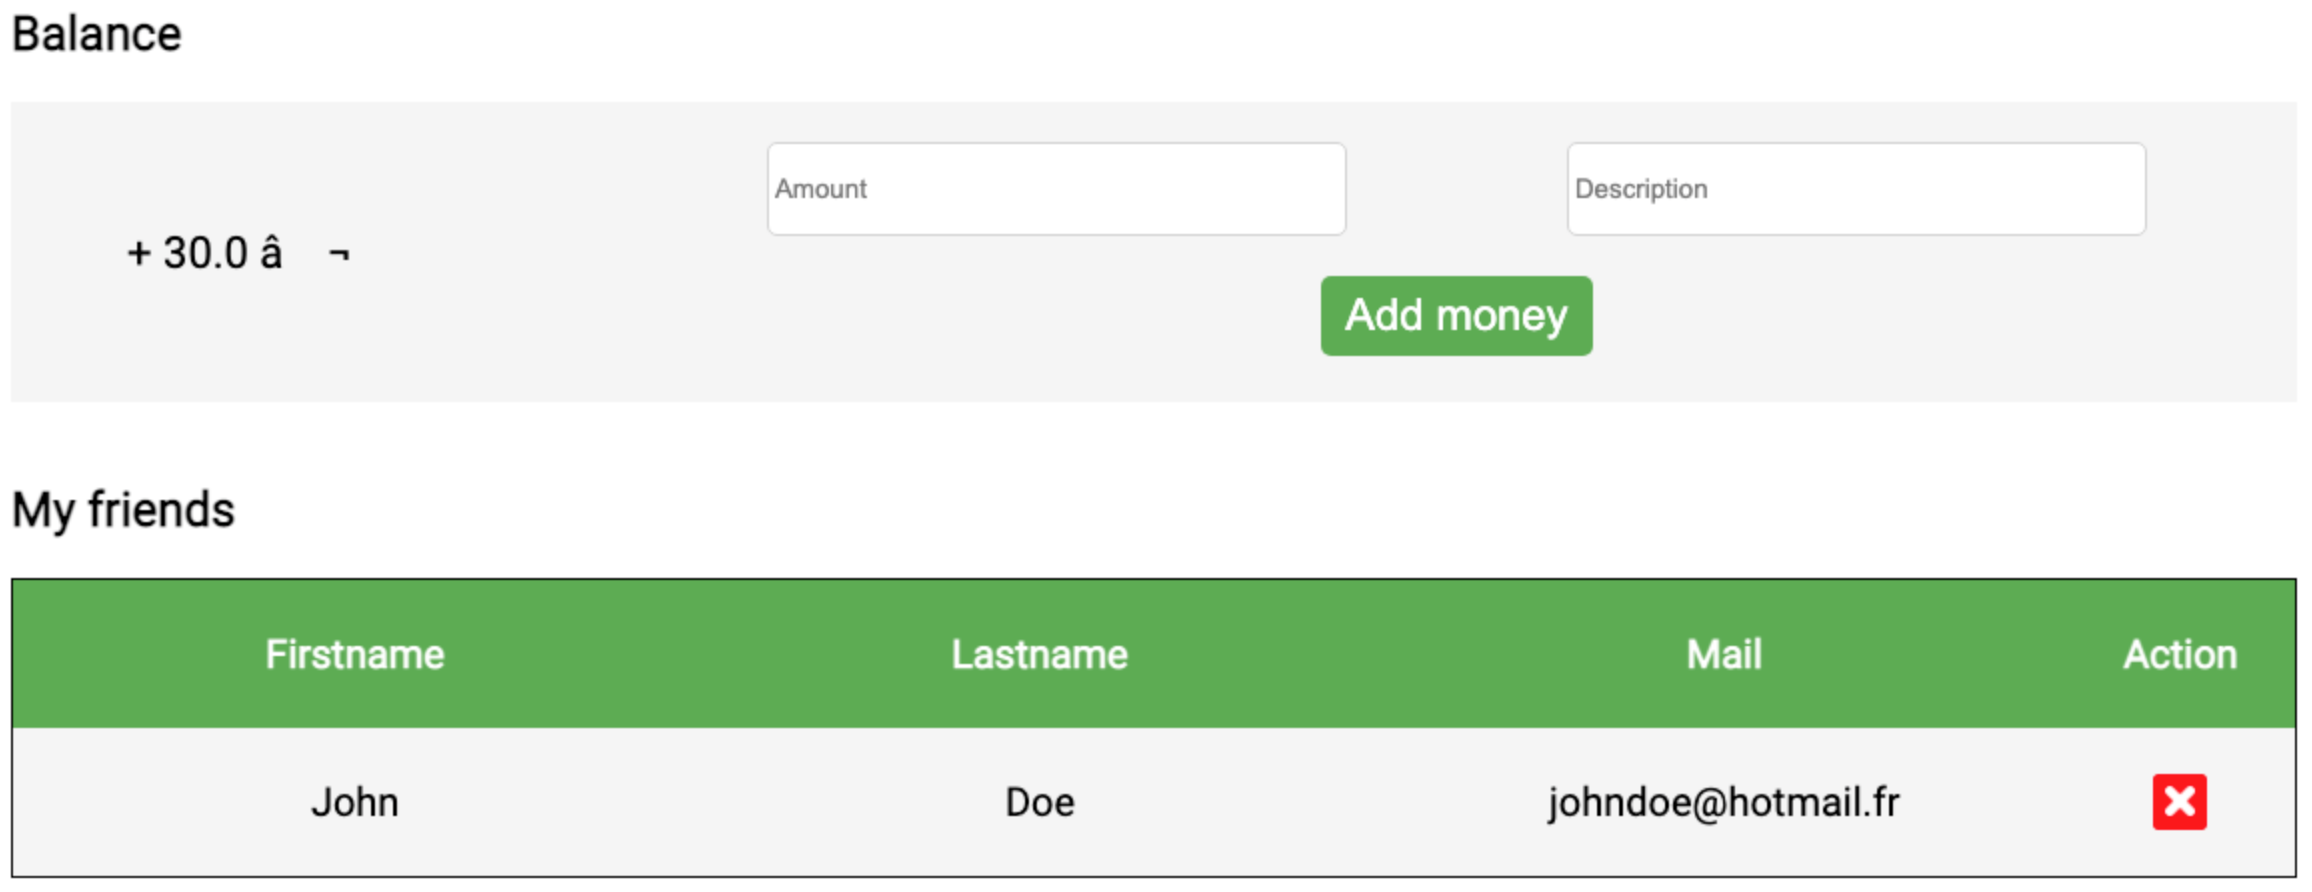 Balance
Amount
Description
+ 30.0 â ¬
Add money
My friends
Firstname Lastname Mail Action
John Doe johndoe@hotmail.fr